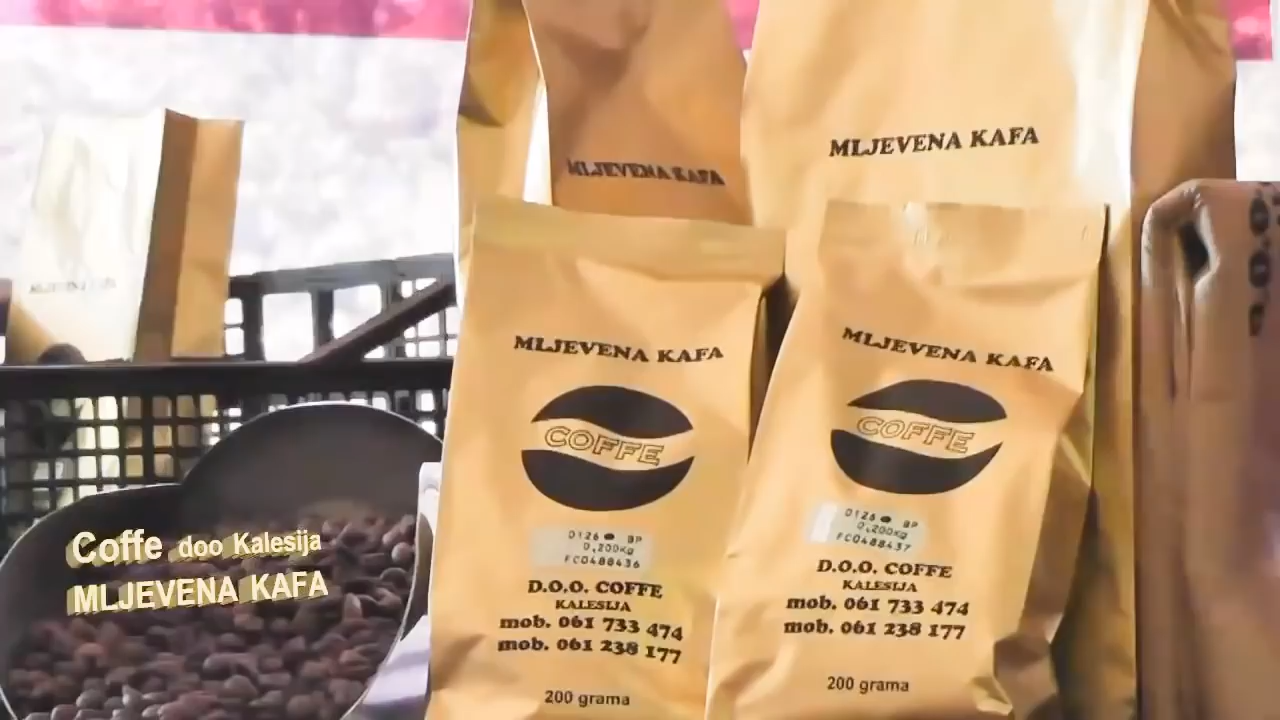 MLJEVENA KAFA
MLJEVENA KAFA
MLJEVENA KAFA
MLJEVENA KAFA
COFFE
0126 BP
0,200Kg
FC0488436
D.O.O. COFFE
KALESIJA
mob. 061 733 474
mob. 061 238 177
200 grama
MLJEVENA KAFA
COFFE
0126 BP
0,200Kg
FC0488437
D.O.O. COFFE
KALESIJA
mob. 061 733 474
mob. 061 238 177
200 grama
Coffe doo Kalesija
MLJEVENA KAFA